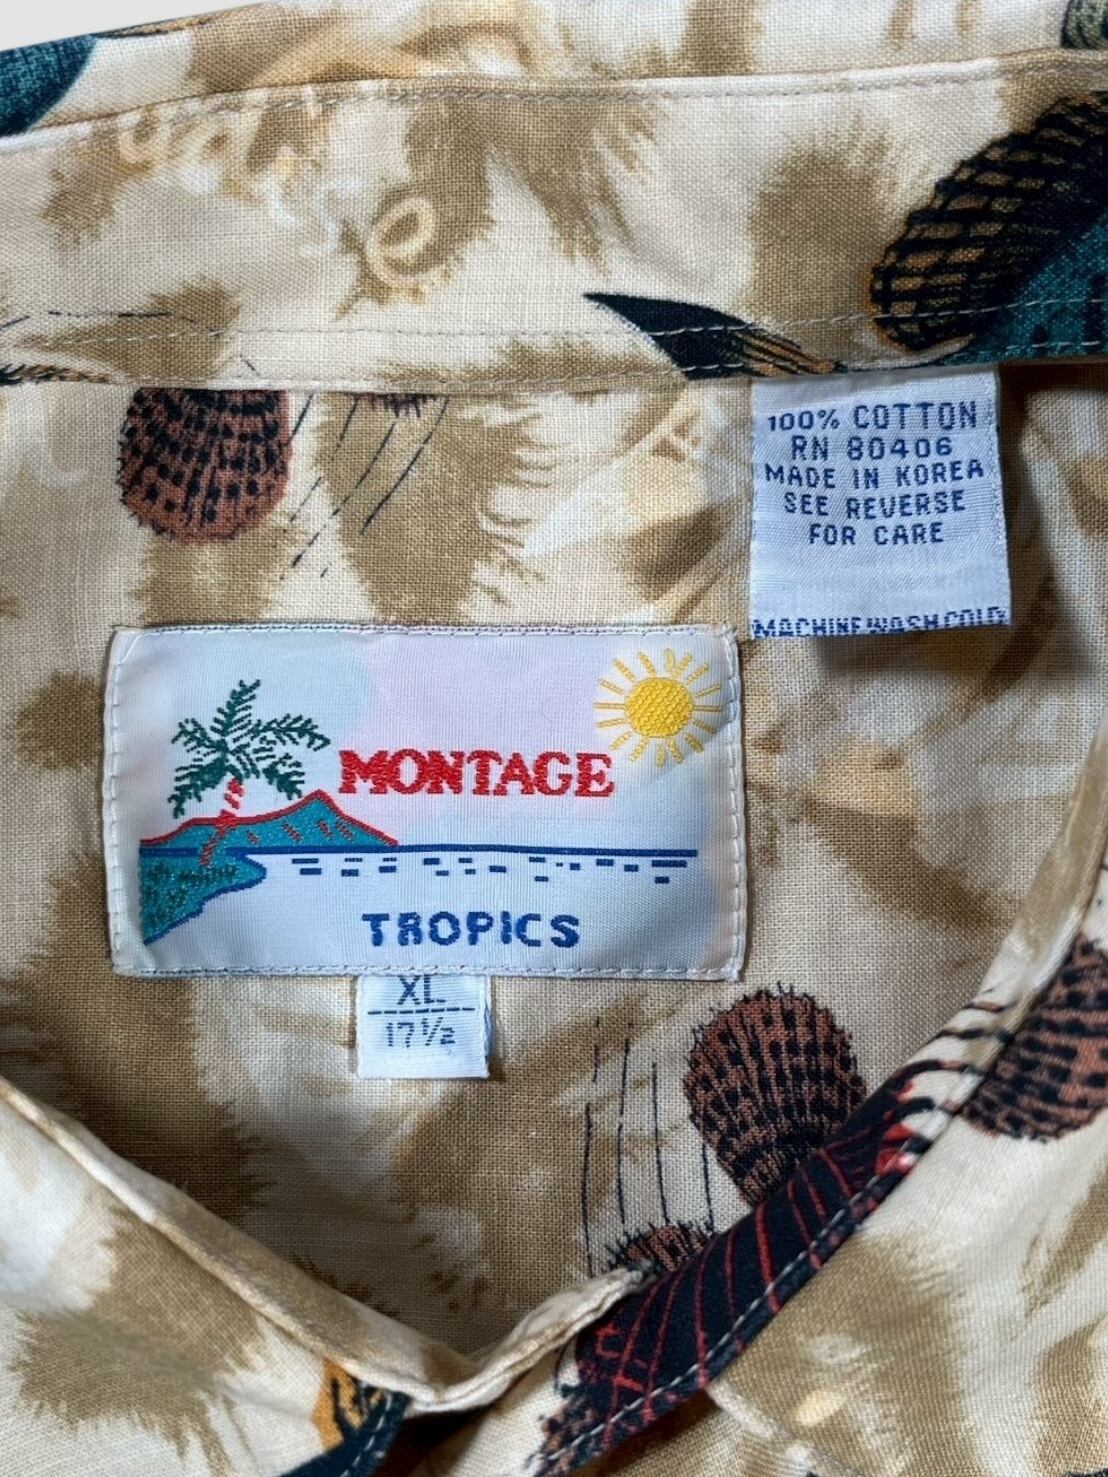 100% COTTON
RN 80406
MADE IN KOREA
SEE REVERSE
FOR CARE
MACHINE WASH COLD
MONTAGE
TROPICS
XL
17½